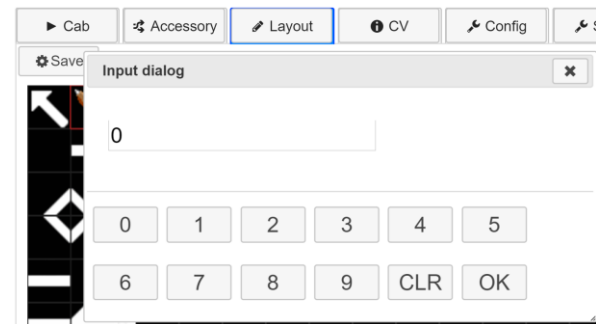 Cab Accessory Layout CV Config
Save
Input dialog
0
0 1 2 3 4 5
6 7 8 9 CLR OK